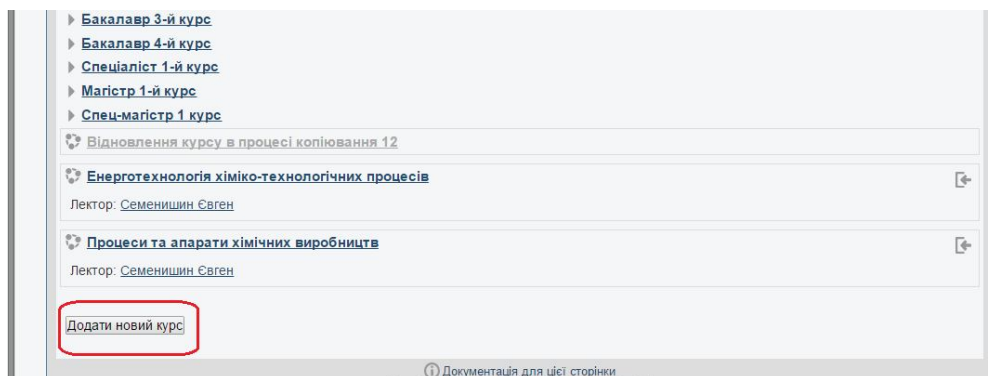 Бакалавр 3-й курс
Бакалавр 4-й курс
Спеціаліст 1-й курс
Магістр 1-й курс
Спец-магістр 1 курс
Відновлення курсу в процесі копіювання 12
Енерготехнологія хіміко-технологічних процесів
Лектор: Семенишин Євген
Процеси та апарати хімічних виробництв
Лектор: Семенишин Євген
Додати новий курс
Документація для цієї сторінки